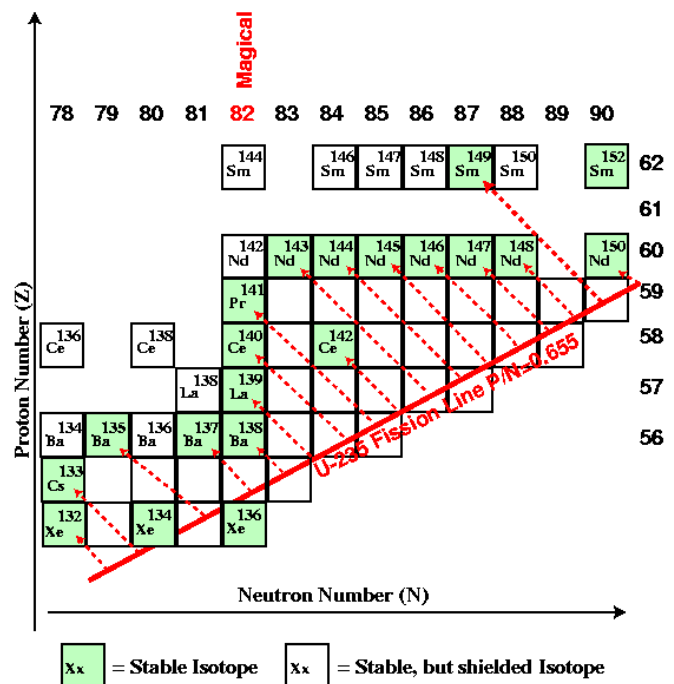 Magical
78 79 80 81 82 83 84 85 86 87 88 89 90
144 Sm 146 Sm 147 Sm 148 Sm 149 Sm 150 Sm 152 Sm 62
61
142 Nd 143 Nd 144 Nd 145 Nd 146 Nd 147 Nd 148 Nd 150 Nd 60
141 Pr 59
136 Ce 138 Ce 140 Ce 142 Ce 58
138 La 139 La 57
134 Ba 135 Ba 136 Ba 137 Ba 138 Ba 56
133 Cs
132 Xe 134 Xe 136 Xe
U-235 Fission Line P/N=0.655
Proton Number (Z)
Neutron Number (N)
Xx = Stable Isotope Xx = Stable, but shielded Isotope